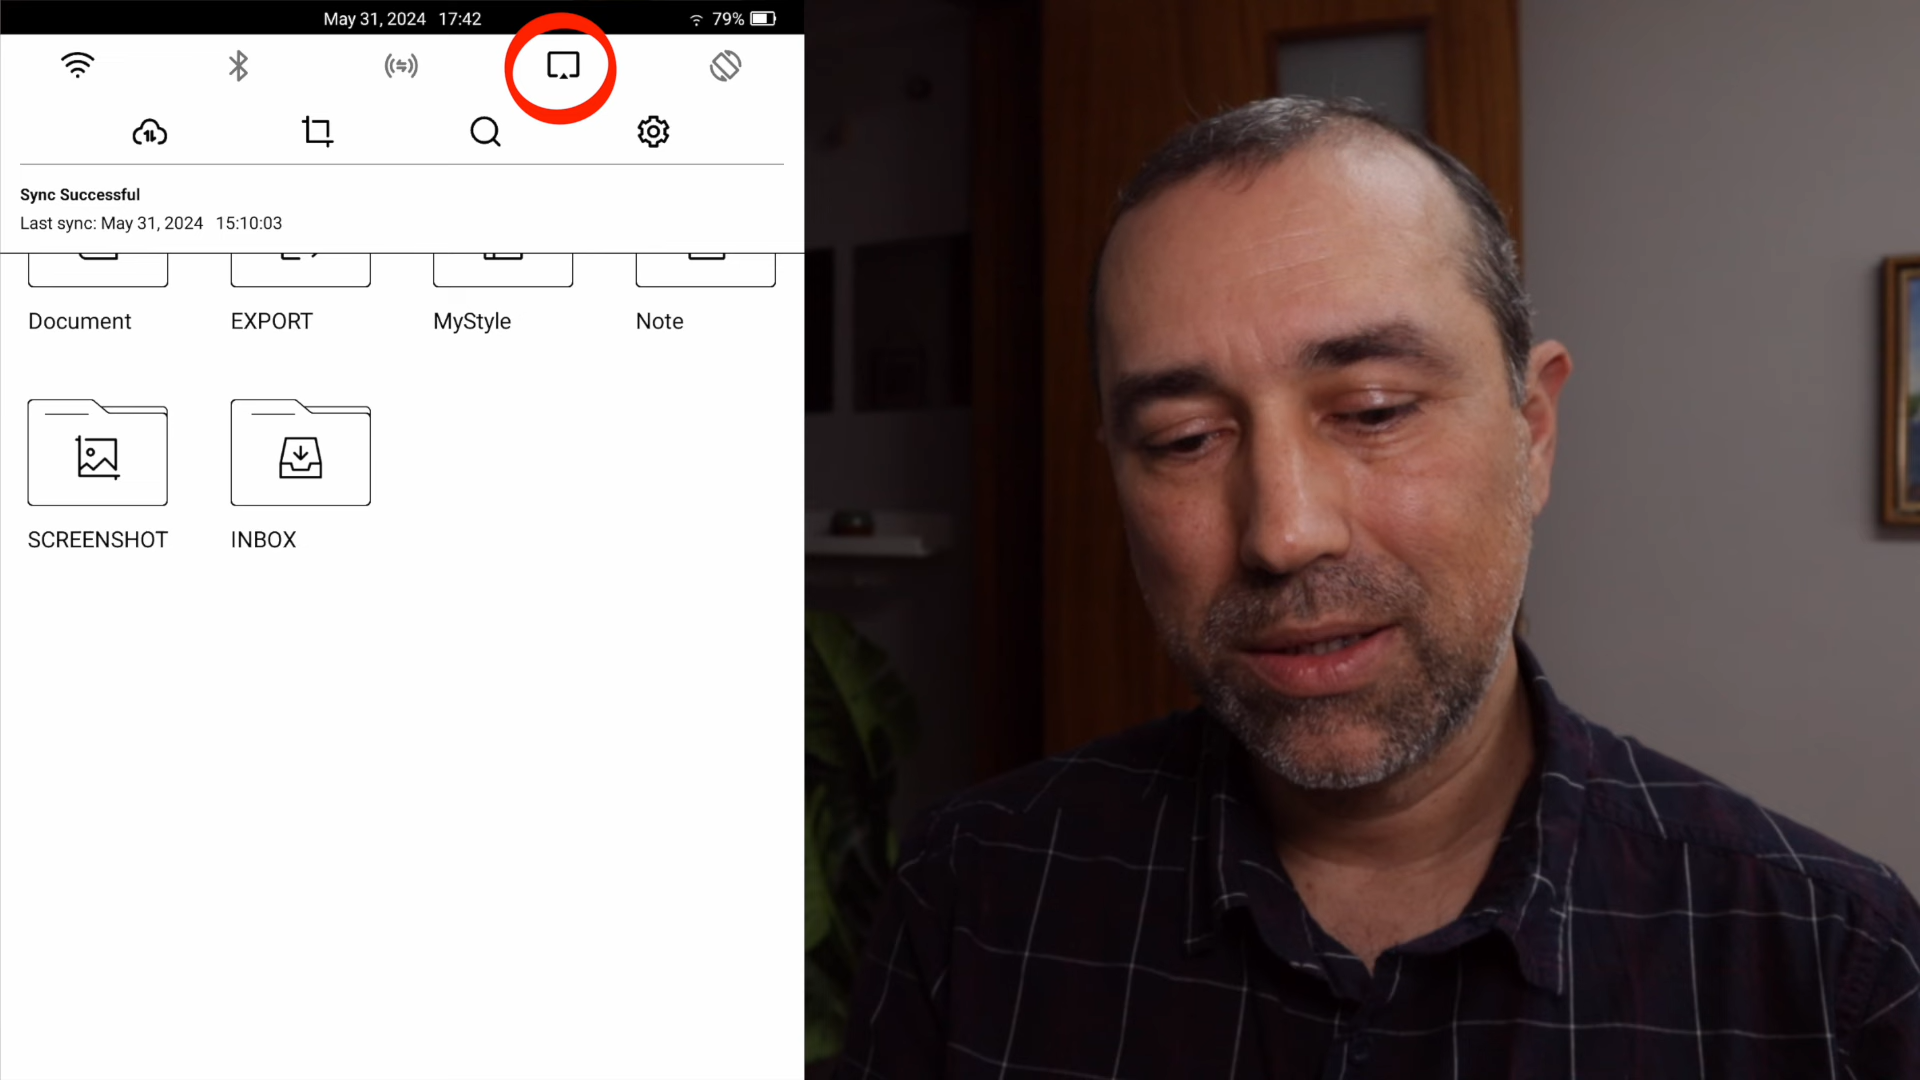 May 31, 2024 17:42
79%
Sync Successful
Last sync: May 31, 2024 15:10:03
Document
EXPORT
MyStyle
Note
SCREENSHOT
INBOX